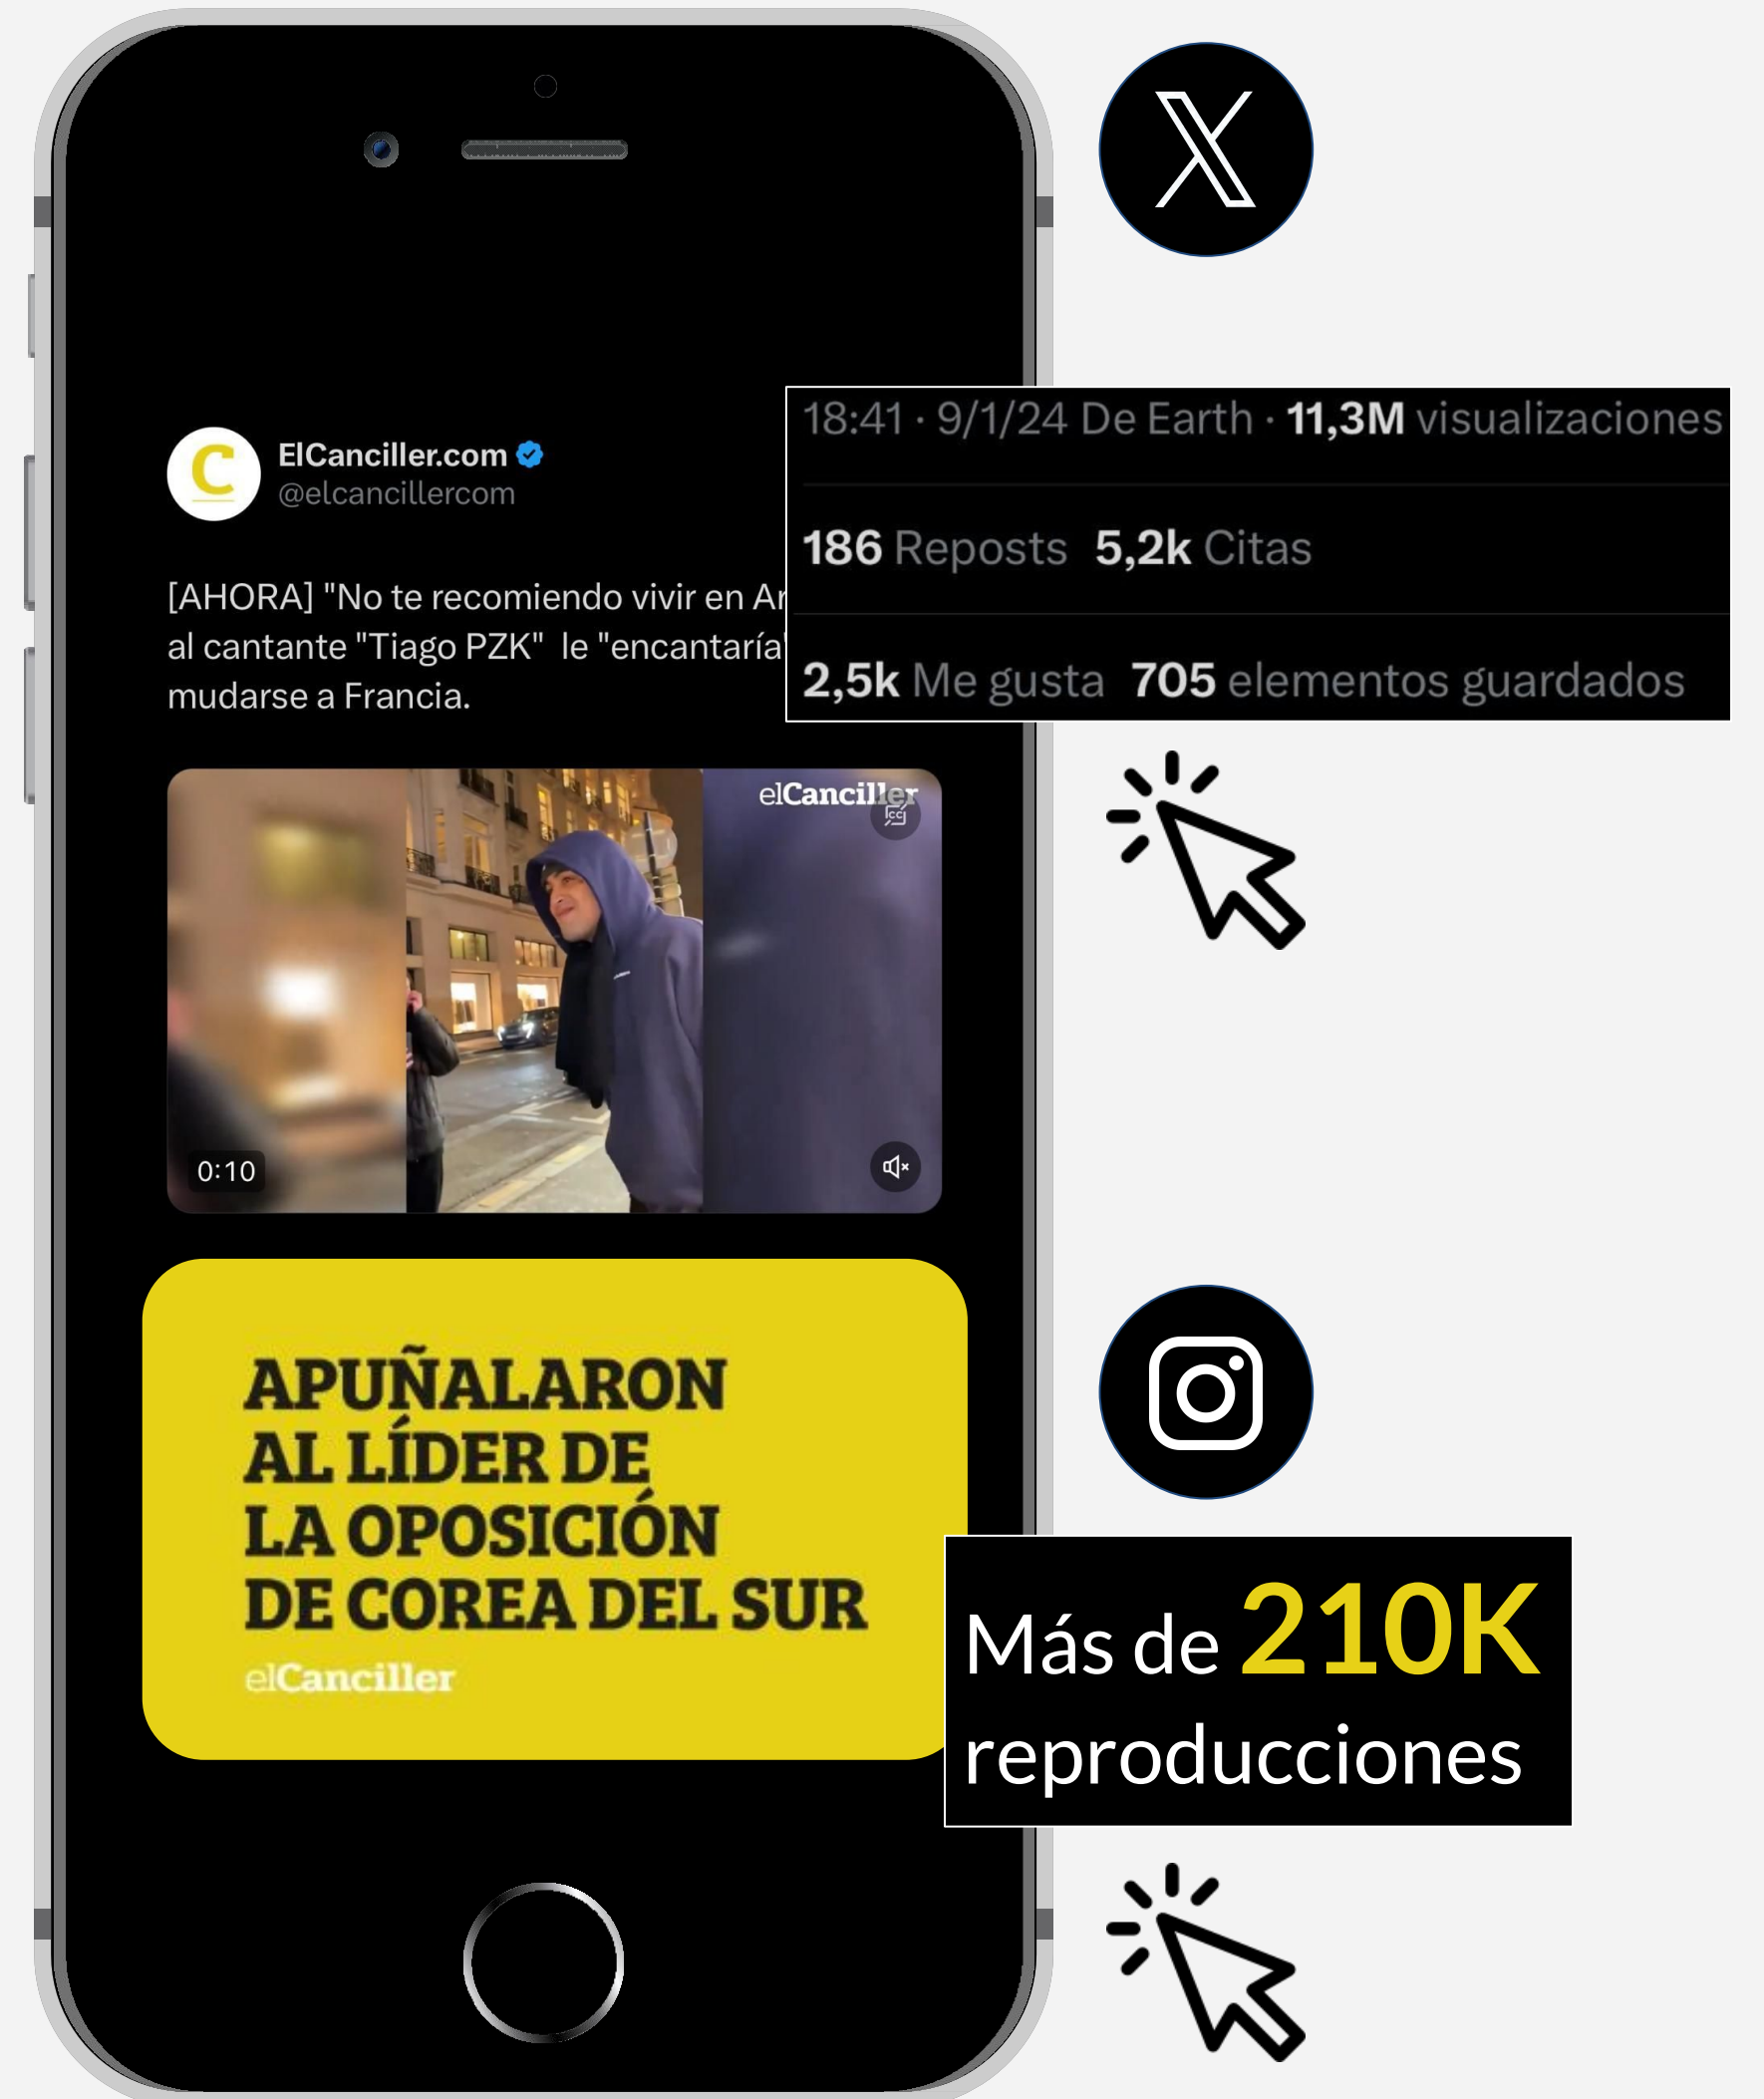 ElCanciller.com
@elcancillercom
18:41 · 9/1/24 De Earth · 11,3M visualizaciones
186 Reposts 5,2k Citas
2,5k Me gusta 705 elementos guardados
[AHORA] "No te recomiendo vivir en Ar
al cantante "Tiago PZK" le "encantaría"
mudarse a Francia.
elCanciller
0:10
APUÑALARON
AL LÍDER DE
LA OPOSICIÓN
DE COREA DEL SUR
elCanciller
Más de 210K
reproducciones